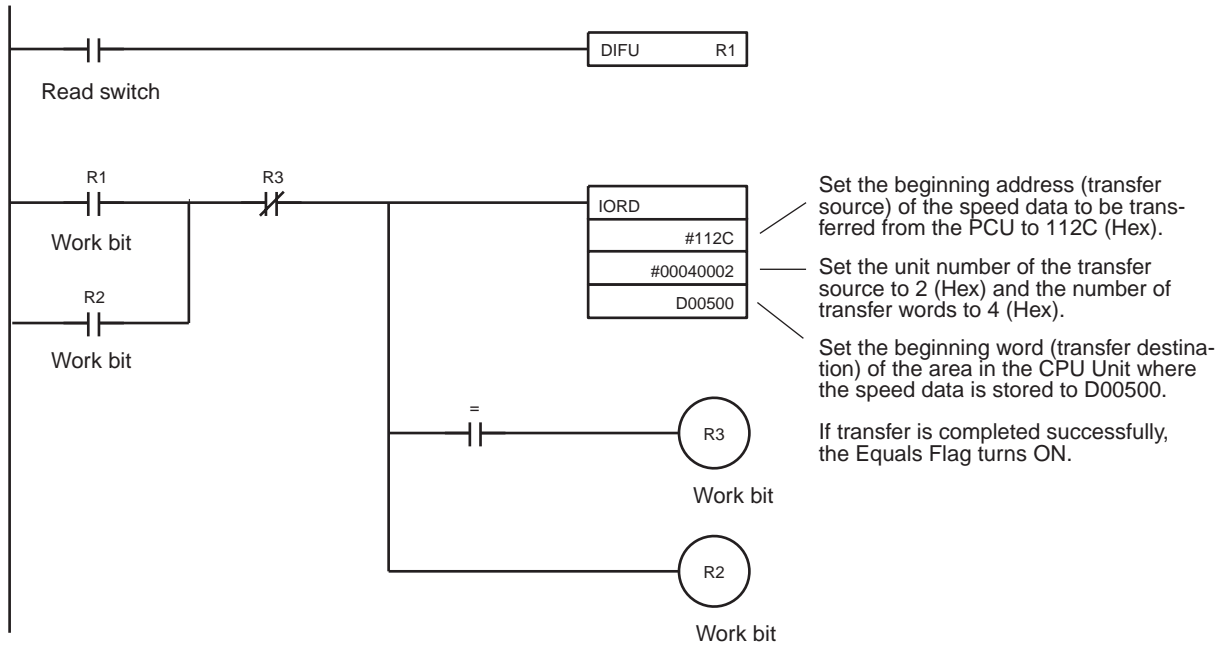 DIFU R1
Read switch
R1
R3
Work bit
R2
Work bit
IORD
#112C
#00040002
D00500
Set the beginning address (transfer
source) of the speed data to be trans-
ferred from the PCU to 112C (Hex).
Set the unit number of the transfer
source to 2 (Hex) and the number of
transfer words to 4 (Hex).
Set the beginning word (transfer destina-
tion) of the area in the CPU Unit where
the speed data is stored to D00500.
If transfer is completed successfully,
the Equals Flag turns ON.
=
R3
Work bit
R2
Work bit